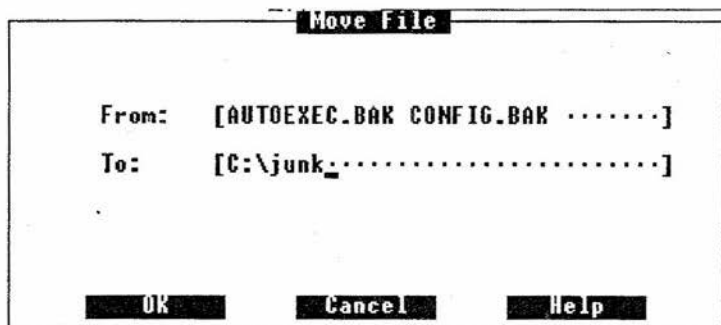 Move File
From: [AUTOEXEC.BAK CONFIG.BAK ·······]
To: [C:\junk_·························]
OK Cancel Help